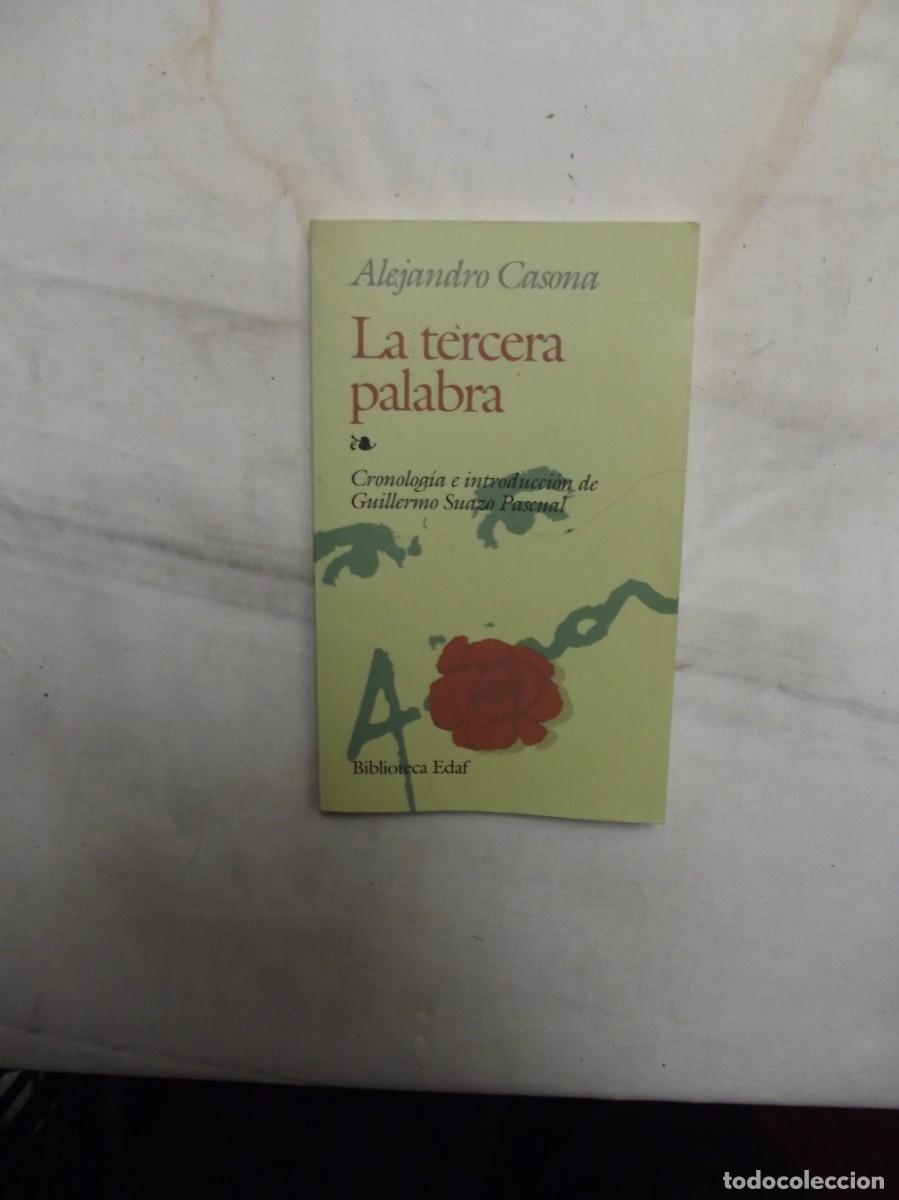 Alejandro Casona
La tercera
palabra
Cronología e introducción de
Guillermo Suazo Pascual
A
Biblioteca Edaf
todocoleccion